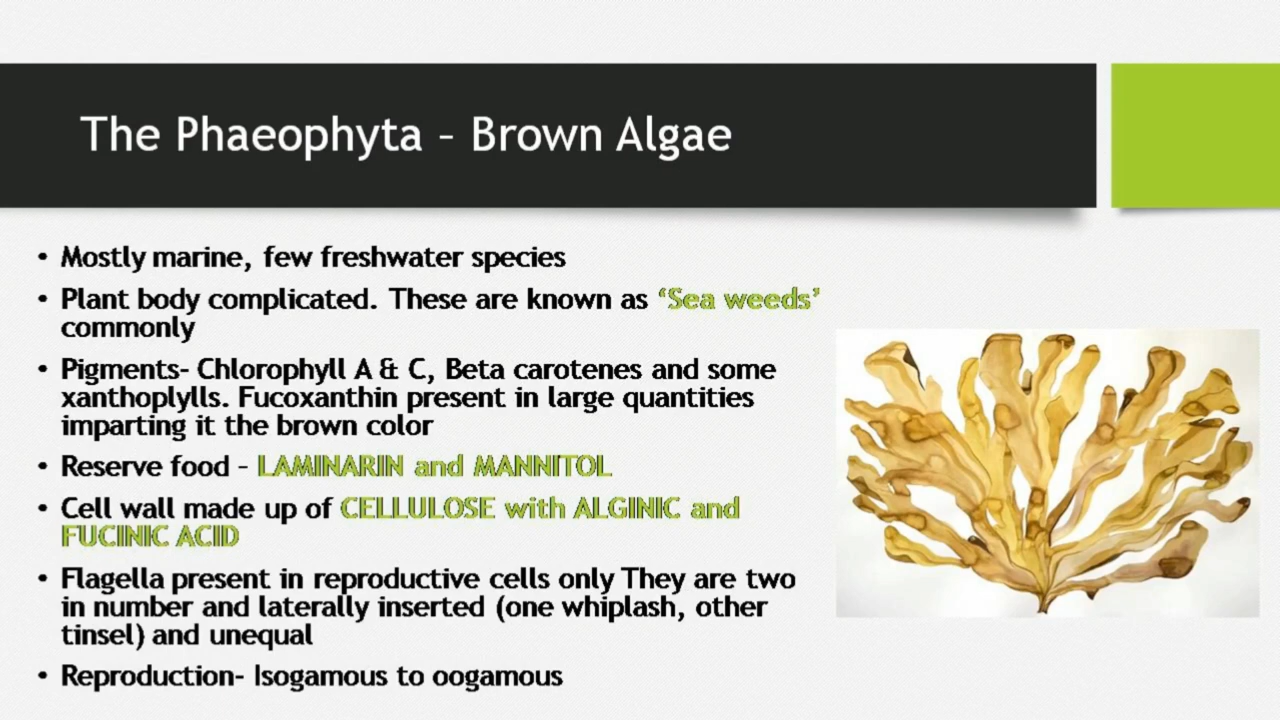 The Phaeophyta – Brown Algae
• Mostly marine, few freshwater species
• Plant body complicated. These are known as ‘Sea weeds’
commonly
• Pigments- Chlorophyll A & C, Beta carotenes and some
xanthoplylls. Fucoxanthin present in large quantities
imparting it the brown color
• Reserve food – LAMINARIN and MANNITOL
• Cell wall made up of CELLULOSE with ALGINIC and
FUCINIC ACID
• Flagella present in reproductive cells only They are two
in number and laterally inserted (one whiplash, other
tinsel) and unequal
• Reproduction- Isogamous to oogamous